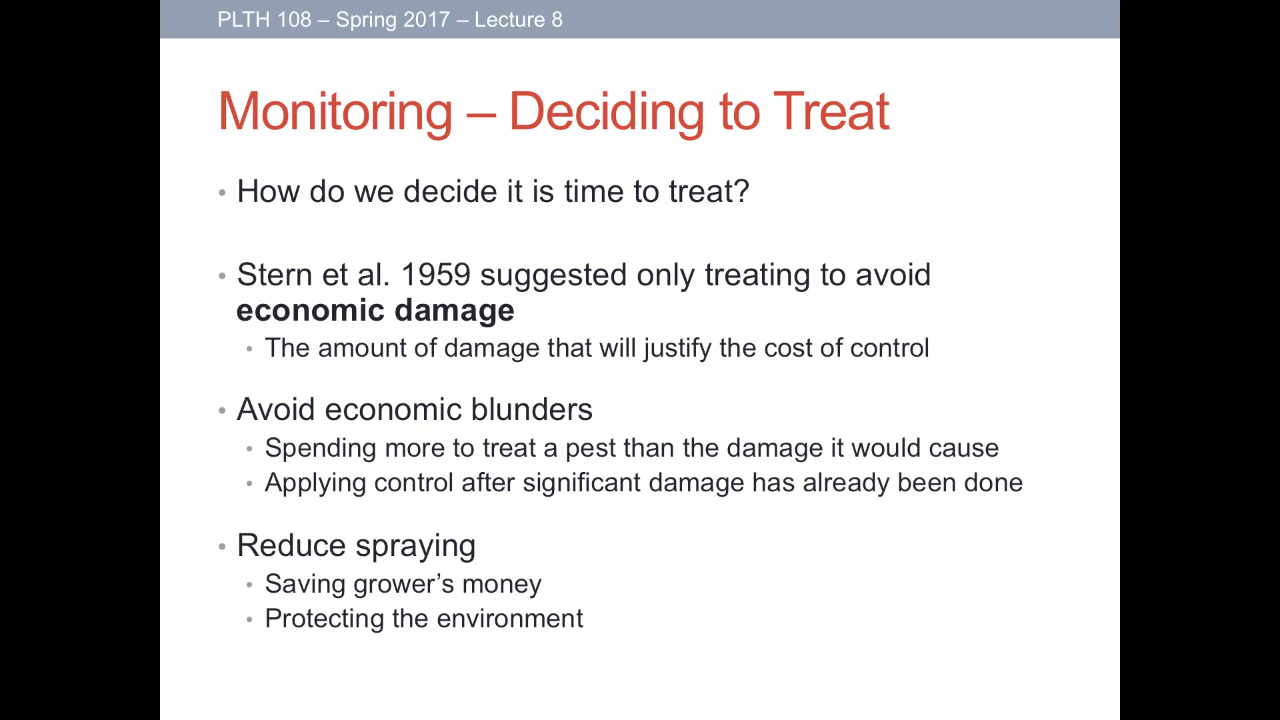 PLTH 108 – Spring 2017 – Lecture 8
Monitoring – Deciding to Treat
• How do we decide it is time to treat?
• Stern et al. 1959 suggested only treating to avoid
economic damage
• The amount of damage that will justify the cost of control
• Avoid economic blunders
• Spending more to treat a pest than the damage it would cause
• Applying control after significant damage has already been done
• Reduce spraying
• Saving grower’s money
• Protecting the environment